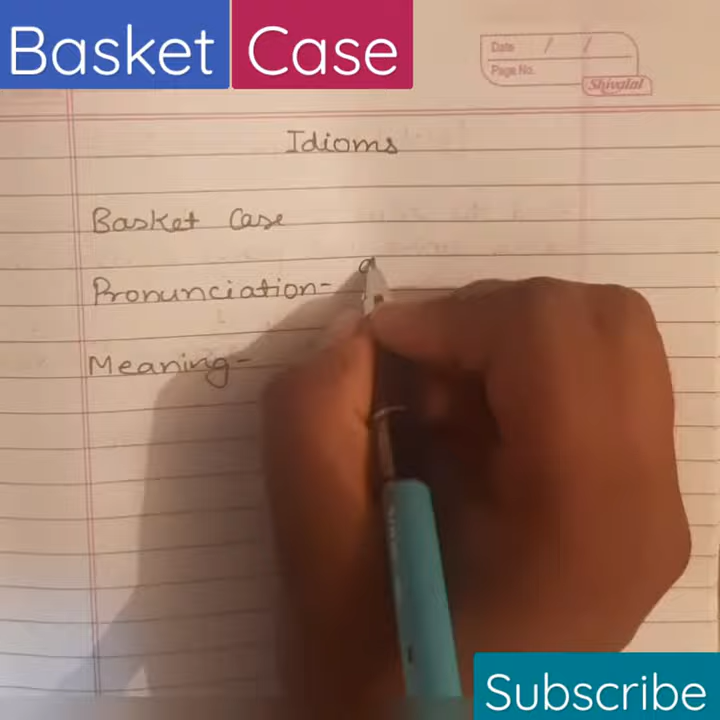 Basket Case
Date / /
Page No.
Shivalal
Idioms
Basket Case
Pronunciation-
Meaning-
Subscribe